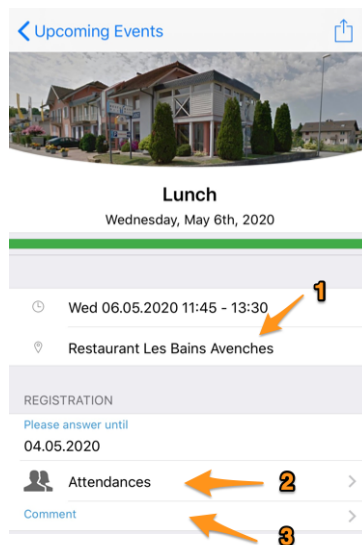 Upcoming Events
Lunch
Wednesday, May 6th, 2020
Wed 06.05.2020 11:45 - 13:30
1
Restaurant Les Bains Avenches
REGISTRATION
Please answer until
04.05.2020
Attendances
2
Comment
3